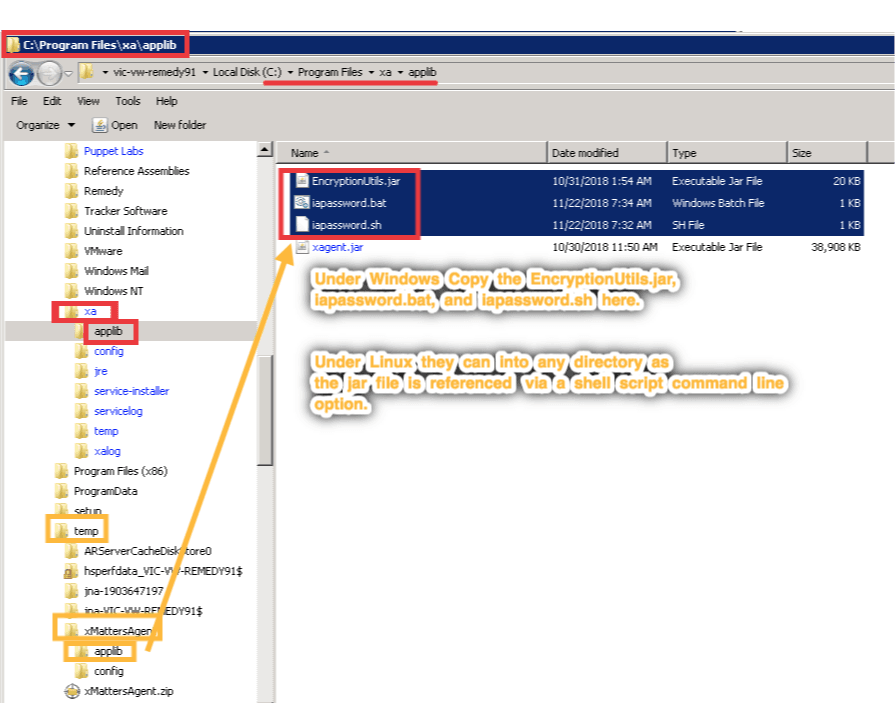 C:\Program Files\xa\applib
vic-vw-remedy91 Local Disk (C:) Program Files xa applib
File Edit View Tools Help
Organize Open New folder
Puppet Labs
Reference Assemblies
Remedy
Tracker Software
Uninstall Information
VMware
Windows Mail
Windows NT
xa
applib
config
jre
service-installer
servicelog
temp
xalog
Program Files (x86)
ProgramData
setup
temp
ARServerCacheDiskStore0
hsperfdata_VIC-VW-REMEDY91$
jna-1903647197
jna-VIC-VW-REMEDY91$
xMattersAgent
applib
config
xMattersAgent.zip
Name Date modified Type Size
EncryptionUtils.jar 10/31/2018 1:54 AM Executable Jar File 20 KB
iapassword.bat 11/22/2018 7:34 AM Windows Batch File 1 KB
iapassword.sh 11/22/2018 7:32 AM SH File 1 KB
xagent.jar 10/30/2018 11:50 AM Executable Jar File 38,908 KB
Under Windows Copy the EncryptionUtils.jar,
iapassword.bat, and iapassword.sh here.
Under Linux they can into any directory as
the jar file is referenced via a shell script command line
option.